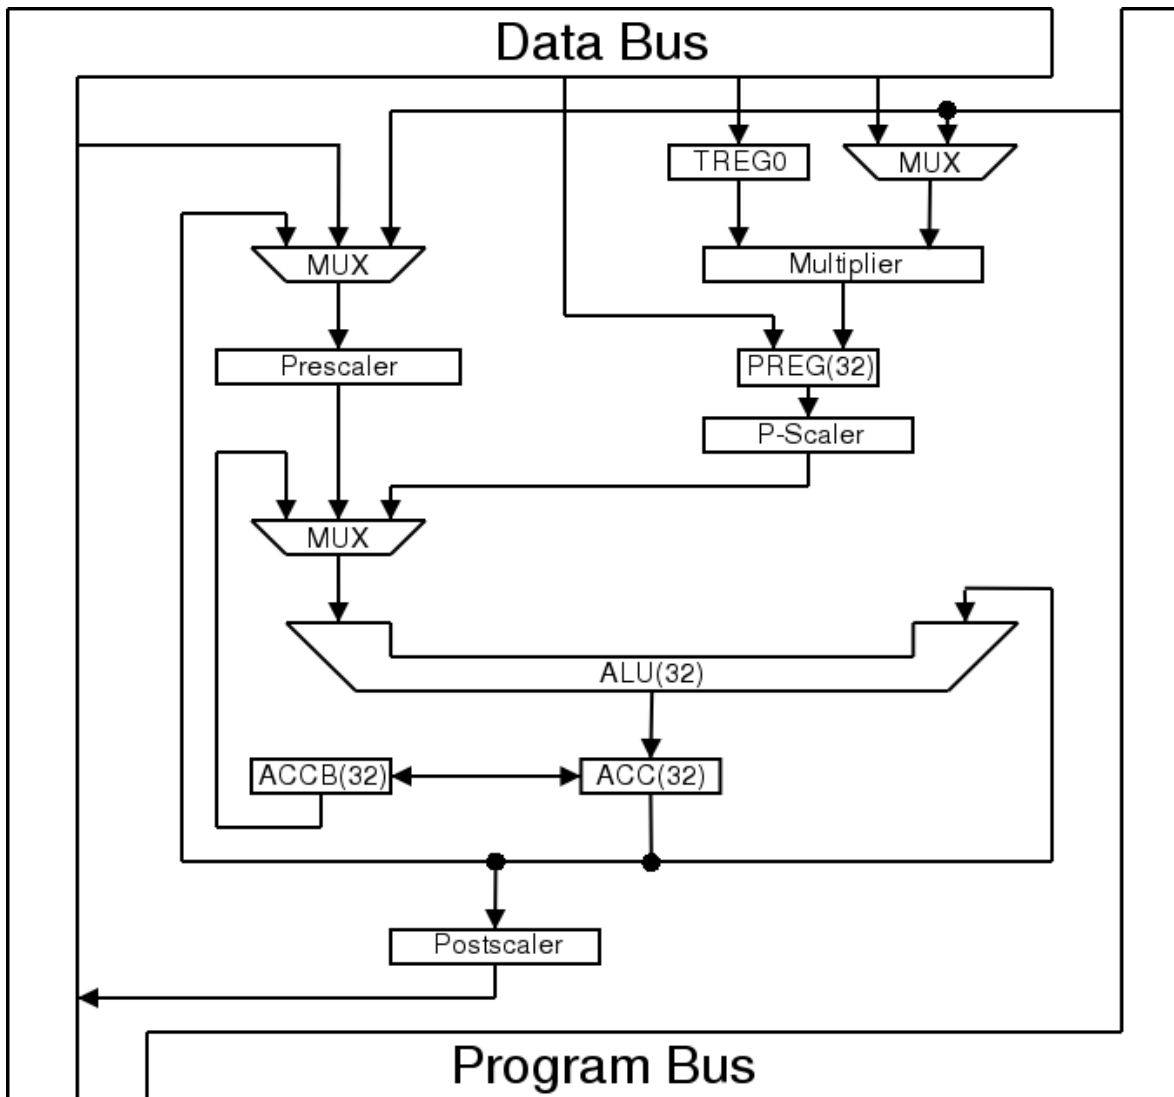 Data Bus
TREG0
MUX
MUX
Multiplier
Prescaler
PREG(32)
P-Scaler
MUX
ALU(32)
ACCB(32)
ACC(32)
Postscaler
Program Bus